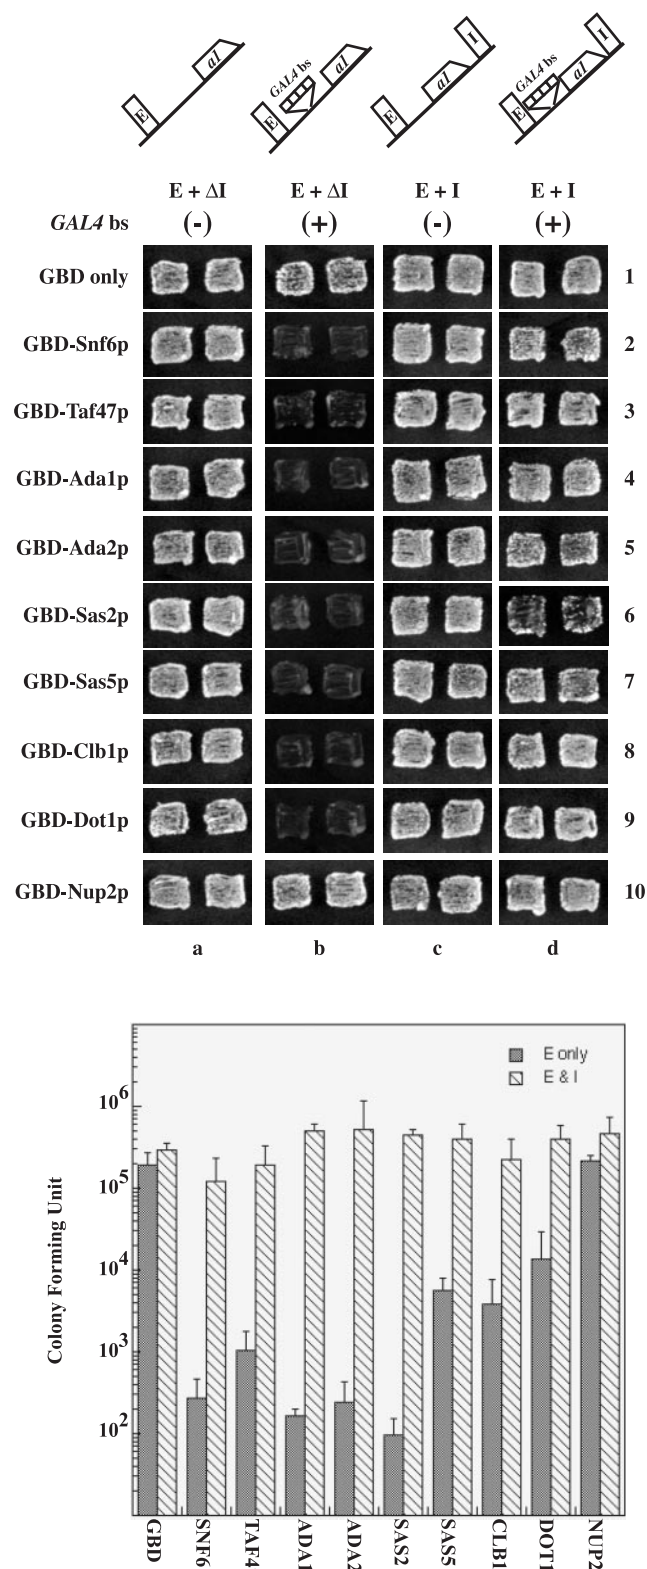 E a1
E GAL4 bs a1
E a1 I
E GAL4 bs a1 I
E + ΔI E + ΔI E + I E + I
GAL4 bs (-) (+) (-) (+)
GBD only 1
GBD-Snf6p 2
GBD-Taf47p 3
GBD-Ada1p 4
GBD-Ada2p 5
GBD-Sas2p 6
GBD-Sas5p 7
GBD-Clb1p 8
GBD-Dot1p 9
GBD-Nup2p 10
a b c d
E only
E & I
10^6
10^5
10^4
10^3
10^2
Colony Forming Unit
GBD SNF6 TAF4 ADA1 ADA2 SAS2 SAS5 CLB1 DOT1 NUP2